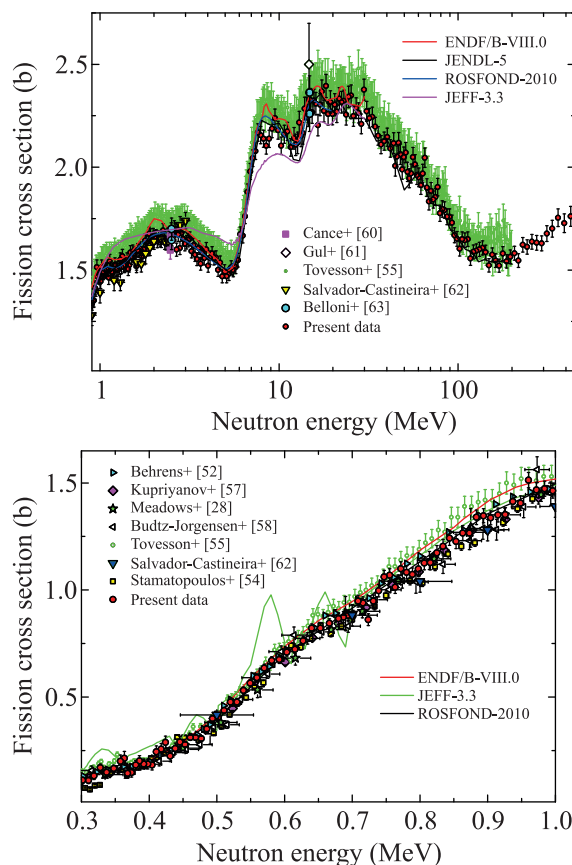 Fission cross section (b)
2.5
2.0
1.5
ENDF/B-VIII.0
JENDL-5
ROSFOND-2010
JEFF-3.3
Cance+ [60]
Gul+ [61]
Tovesson+ [55]
Salvador-Castineira+ [62]
Belloni+ [63]
Present data
1
10
100
Neutron energy (MeV)
Fission cross section (b)
1.5
1.0
0.5
Behrens+ [52]
Kupriyanov+ [57]
Meadows+ [28]
Budtz-Jorgensen+ [58]
Tovesson+ [55]
Salvador-Castineira+ [62]
Stamatopoulos+ [54]
Present data
ENDF/B-VIII.0
JEFF-3.3
ROSFOND-2010
0.3 0.4 0.5 0.6 0.7 0.8 0.9 1.0
Neutron energy (MeV)